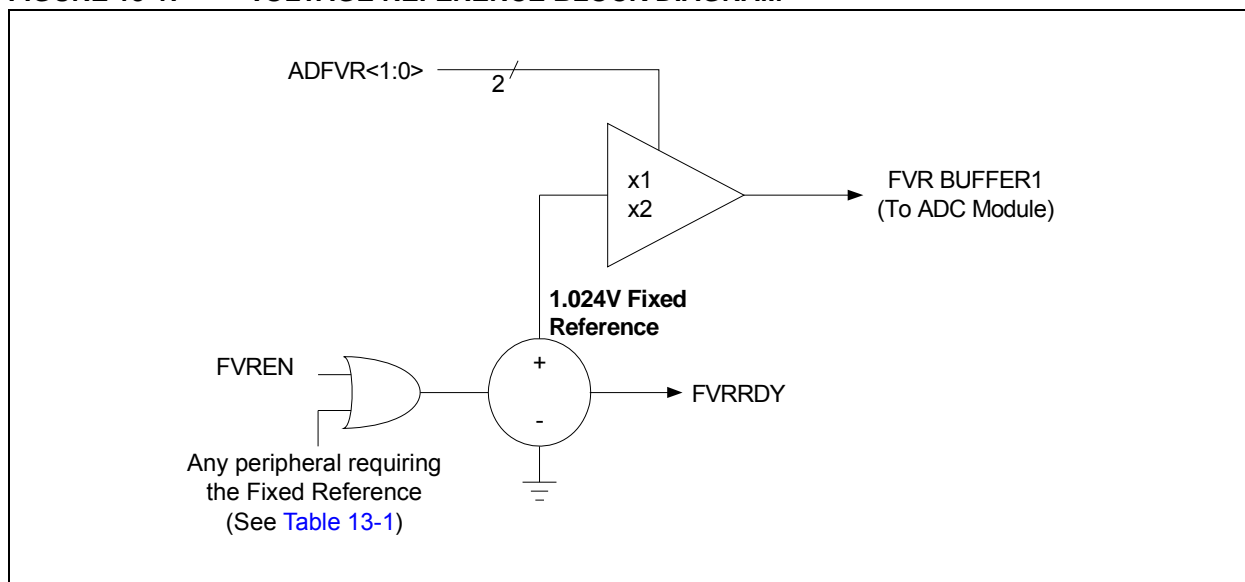 ADFVR<1:0>
2
x1
x2
FVR BUFFER1
(To ADC Module)
1.024V Fixed
Reference
FVREN
+
-
FVRRDY
Any peripheral requiring
the Fixed Reference
(See Table 13-1)